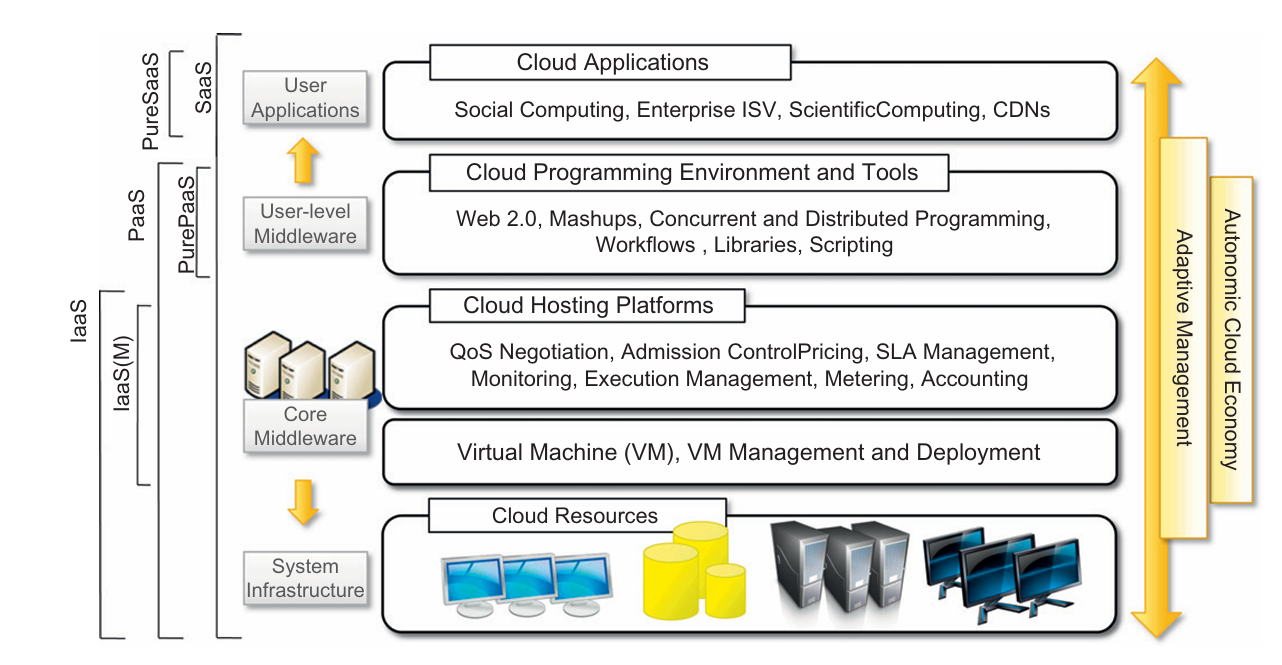 PureSaaS
SaaS
PaaS
PurePaaS
IaaS
IaaS(M)
User
Applications
User-level
Middleware
Core
Middleware
System
Infrastructure
Cloud Applications
Social Computing, Enterprise ISV, ScientificComputing, CDNs
Cloud Programming Environment and Tools
Web 2.0, Mashups, Concurrent and Distributed Programming,
Workflows , Libraries, Scripting
Cloud Hosting Platforms
QoS Negotiation, Admission ControlPricing, SLA Management,
Monitoring, Execution Management, Metering, Accounting
Virtual Machine (VM), VM Management and Deployment
Cloud Resources
Adaptive Management
Autonomic Cloud Economy